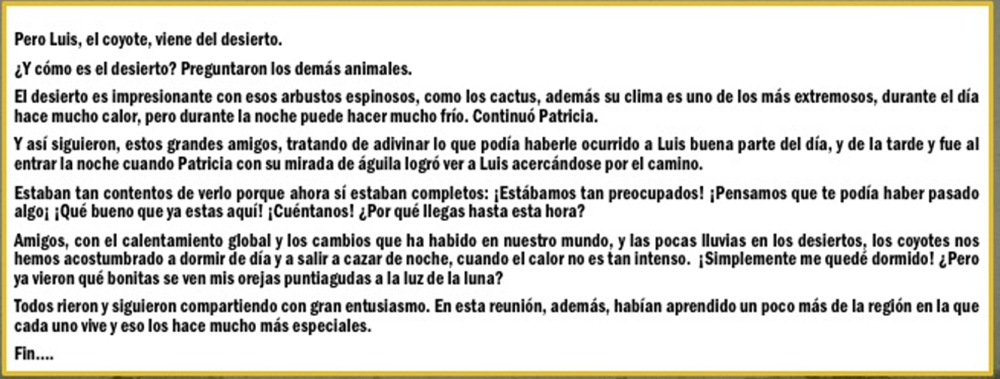 Pero Luis, el coyote, viene del desierto.
¿Y cómo es el desierto? Preguntaron los demás animales.
El desierto es impresionante con esos arbustos espinosos, como los cactus, además su clima es uno de los más extremosos, durante el día
hace mucho calor, pero durante la noche puede hacer mucho frío. Continuó Patricia.
Y así siguieron, estos grandes amigos, tratando de adivinar lo que podía haberle ocurrido a Luis buena parte del día, y de la tarde y fue al
entrar la noche cuando Patricia con su mirada de águila logró ver a Luis acercándose por el camino.
Estaban tan contentos de verlo porque ahora sí estaban completos: ¡Estábamos tan preocupados! ¡Pensamos que te podía haber pasado
algo¡ ¡Qué bueno que ya estas aquí! ¡Cuéntanos! ¿Por qué llegas hasta esta hora?
Amigos, con el calentamiento global y los cambios que ha habido en nuestro mundo, y las pocas lluvias en los desiertos, los coyotes nos
hemos acostumbrado a dormir de día y a salir a cazar de noche, cuando el calor no es tan intenso. ¡Simplemente me quedé dormido! ¿Pero
ya vieron qué bonitas se ven mis orejas puntiagudas a la luz de la luna?
Todos rieron y siguieron compartiendo con gran entusiasmo. En esta reunión, además, habían aprendido un poco más de la región en la que
cada uno vive y eso los hace mucho más especiales.
Fin....